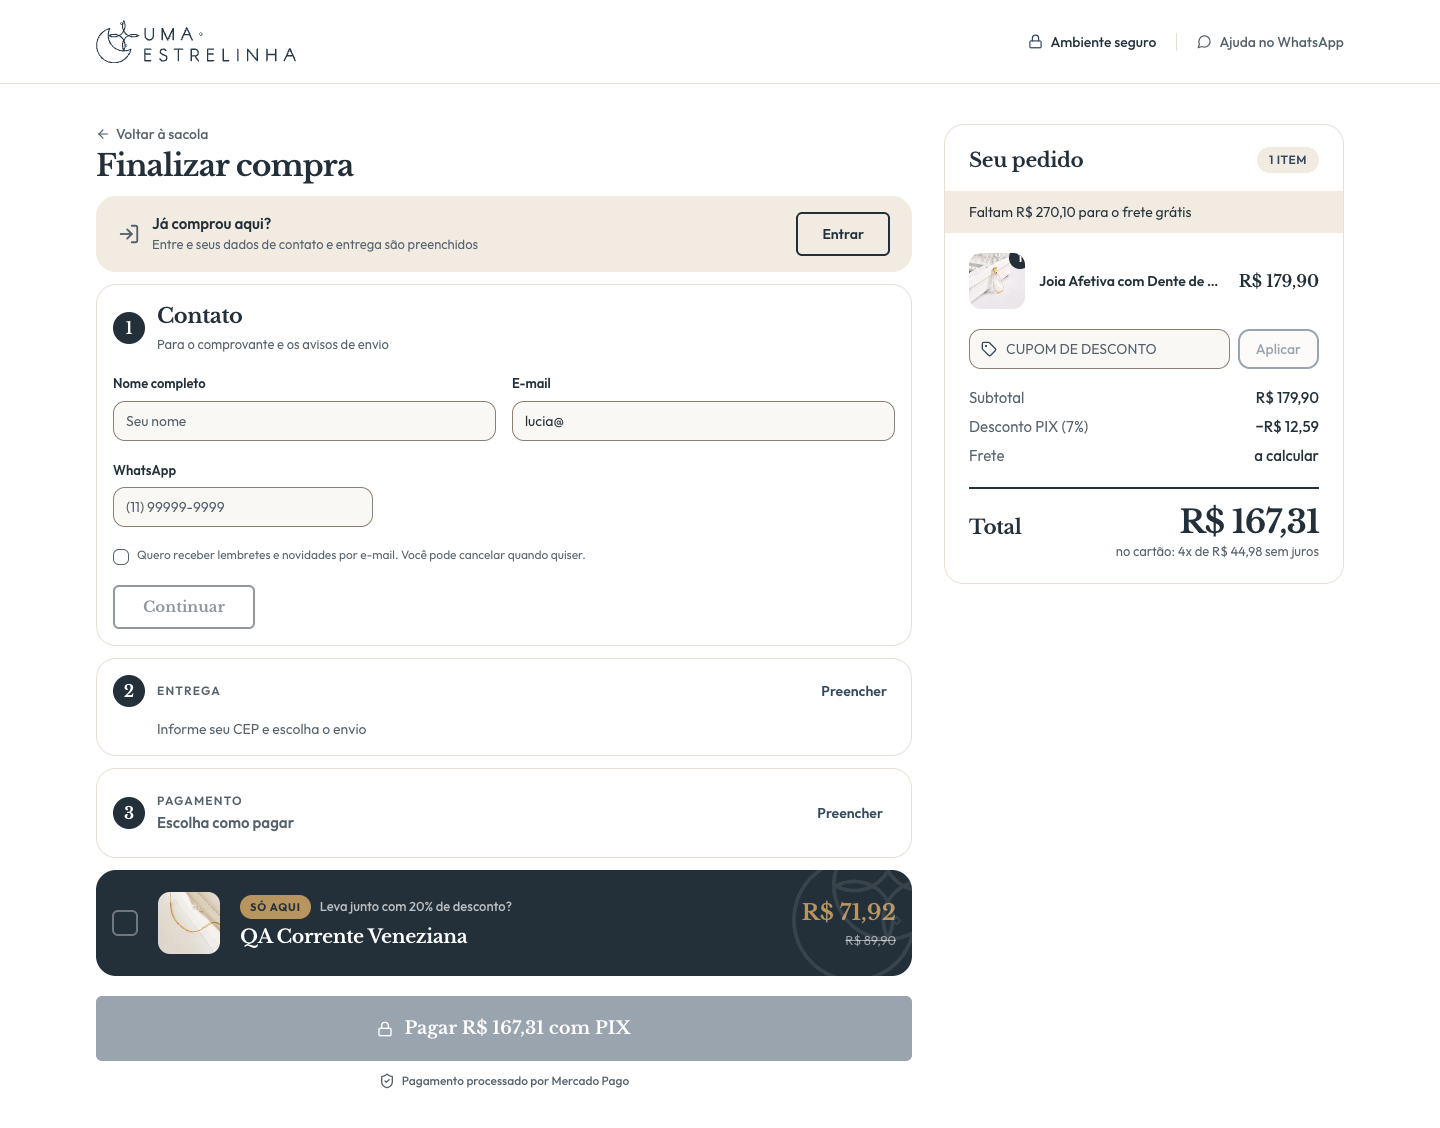 UMA
ESTRELINHA
Ambiente seguro
Ajuda no WhatsApp
Voltar à sacola
Finalizar compra
Já comprou aqui?
Entre e seus dados de contato e entrega são preenchidos
Entrar
1
Contato
Para o comprovante e os avisos de envio
Nome completo
E-mail
Seu nome
lucia@
WhatsApp
(11) 99999-9999
Quero receber lembretes e novidades por e-mail. Você pode cancelar quando quiser.
Continuar
2
ENTREGA
Preencher
Informe seu CEP e escolha o envio
3
PAGAMENTO
Escolha como pagar
Preencher
SÓ AQUI
Leva junto com 20% de desconto?
QA Corrente Veneziana
R$ 71,92
R$ 89,90
Pagar R$ 167,31 com PIX
Pagamento processado por Mercado Pago
Seu pedido
1 ITEM
Faltam R$ 270,10 para o frete grátis
Joia Afetiva com Dente de ...
R$ 179,90
CUPOM DE DESCONTO
Aplicar
Subtotal
R$ 179,90
Desconto PIX (7%)
−R$ 12,59
Frete
a calcular
Total
R$ 167,31
no cartão: 4x de R$ 44,98 sem juros